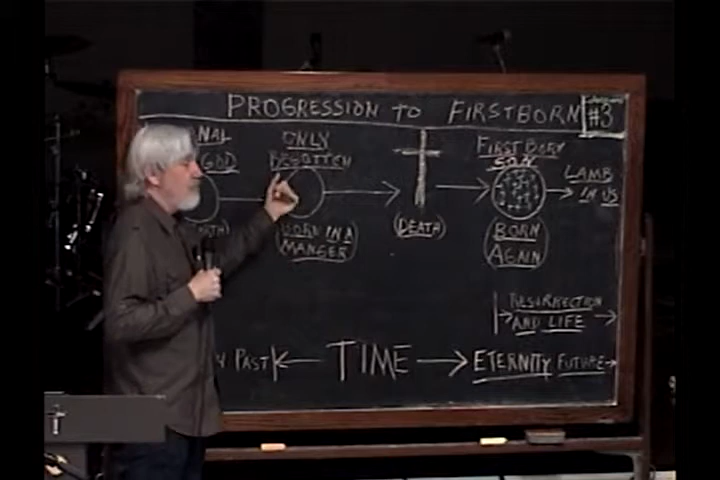 PROGRESSION TO FIRSTBORN #3
GOD
ONLY
BEGOTTEN
FIRST BORN
SON
LAMB
IN US
(BORN IN A
MANGER)
(DEATH)
(BORN
AGAIN)
RESURRECTION
AND LIFE
PAST
TIME
ETERNITY FUTURE